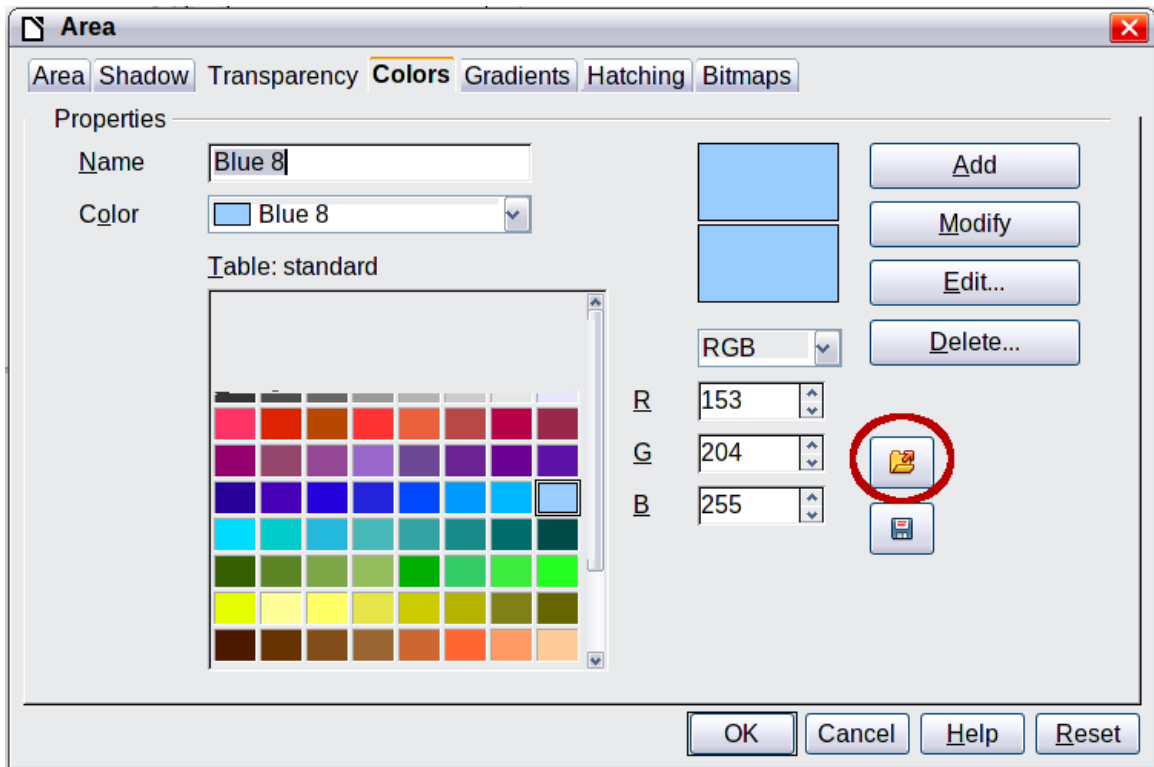 Area
Area Shadow Transparency Colors Gradients Hatching Bitmaps
Properties
Name Blue 8 Add
Color Blue 8 Modify
Table: standard
Edit...
RGB Delete...
R 153
G 204
B 255
OK Cancel Help Reset